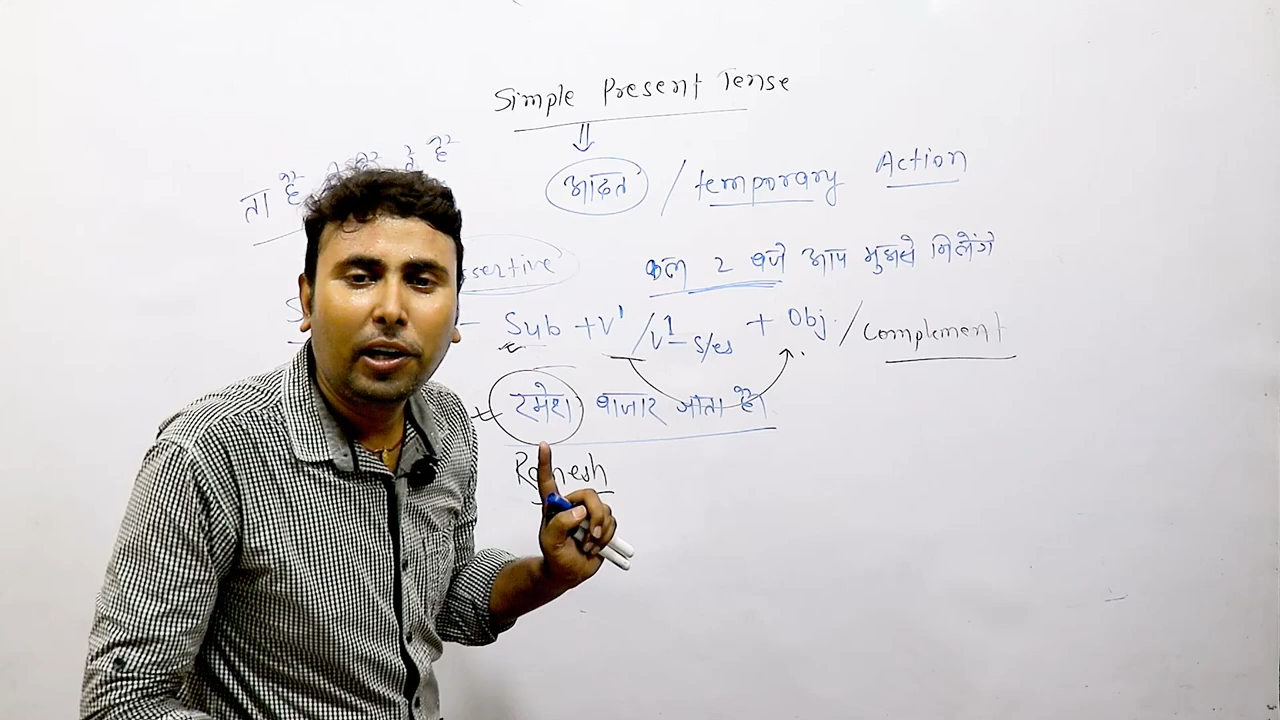 Simple Present Tense
⇓
ता है
ते है
आदत / temporary Action
sertive
कल 2 बजे आप मुझसे मिलेंगे
S
- Sub + V¹ / V1 - s/es + Obj. / complement
रमेश बाजार जाता है।
Ramesh